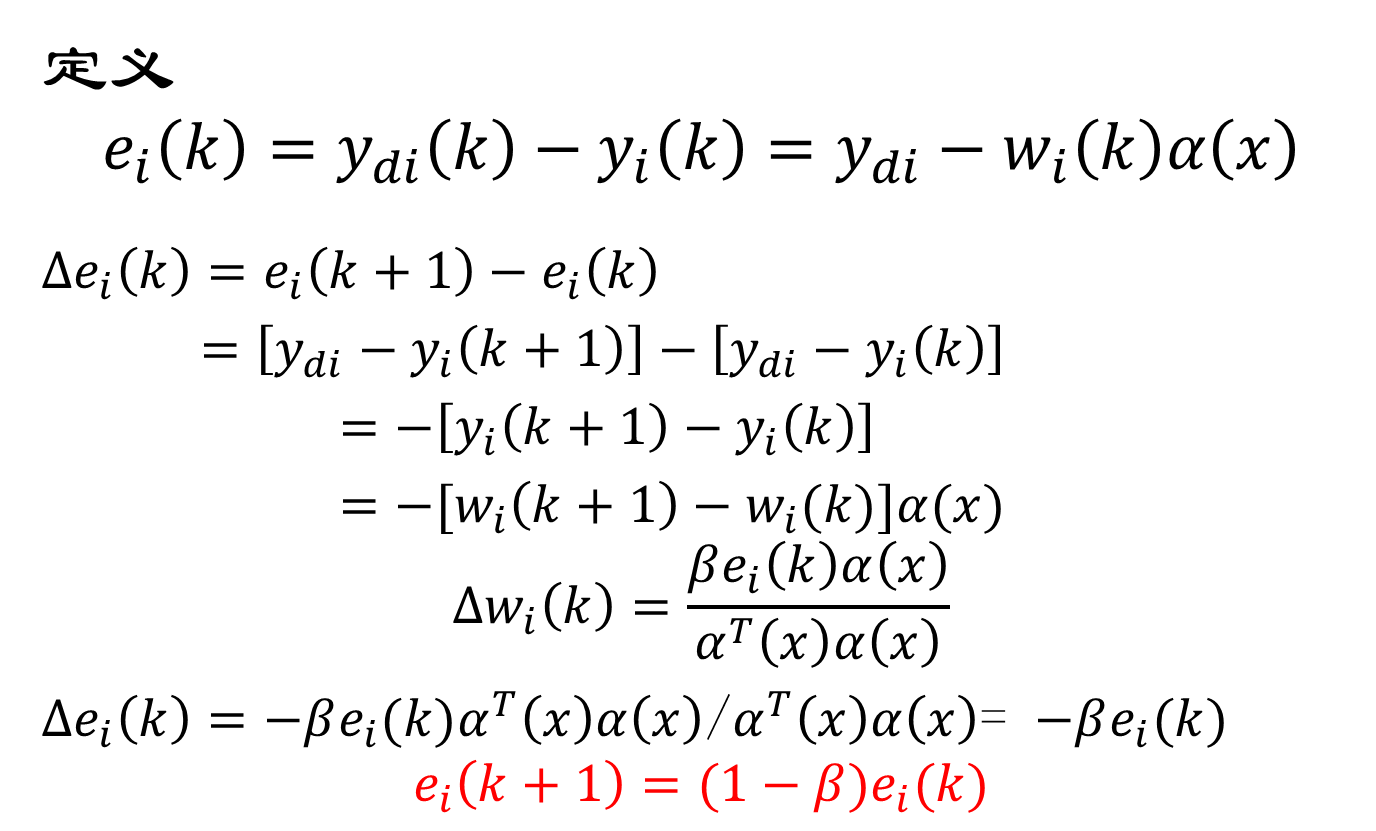 定义
e_i(k) = y_{di}(k) − y_i(k) = y_{di} − w_i(k)α(x)
Δe_i(k) = e_i(k + 1) − e_i(k)
= [y_{di} − y_i(k + 1)] − [y_{di} − y_i(k)]
= −[y_i(k + 1) − y_i(k)]
= −[w_i(k + 1) − w_i(k)]α(x)
Δw_i(k) = \frac{βe_i(k)α(x)}{α^T(x)α(x)}
Δe_i(k) = −βe_i(k)α^T(x)α(x)/α^T(x)α(x) = −βe_i(k)
e_i(k + 1) = (1 − β)e_i(k)